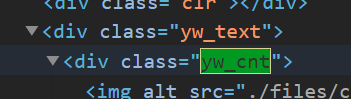 <div class="clr"></div>
<div class="yw_text">
<div class="yw_cnt">
<img alt src="./files/c